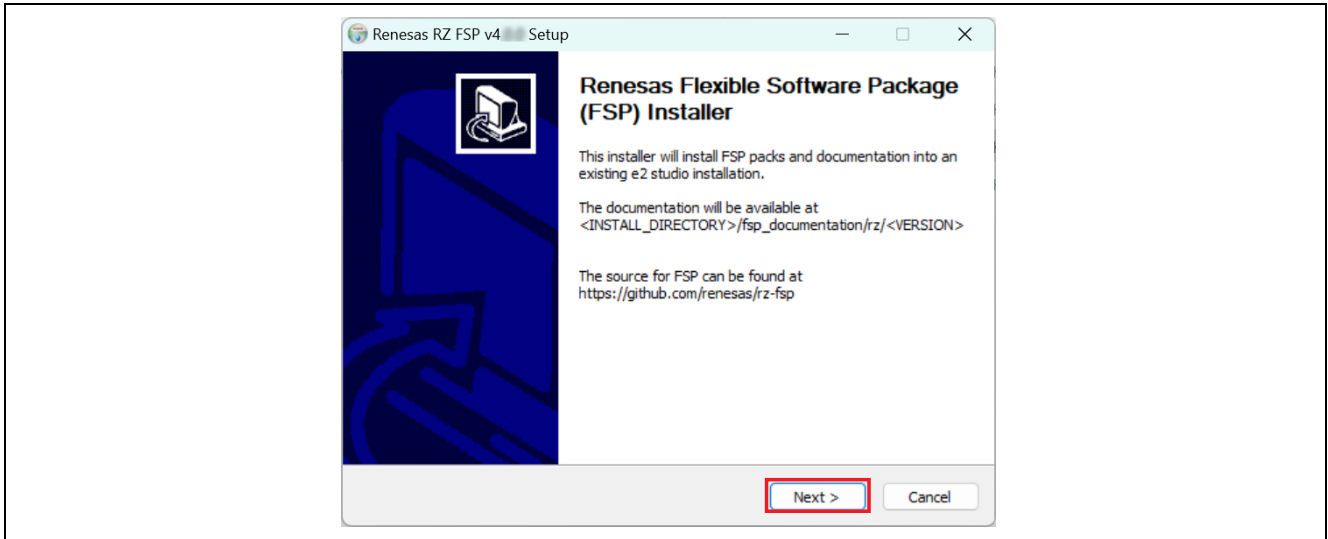 Renesas RZ FSP v4 Setup
Renesas Flexible Software Package
(FSP) Installer
This installer will install FSP packs and documentation into an
existing e2 studio installation.
The documentation will be available at
<INSTALL_DIRECTORY>/fsp_documentation/rz/<VERSION>
The source for FSP can be found at
https://github.com/renesas/rz-fsp
Next >
Cancel